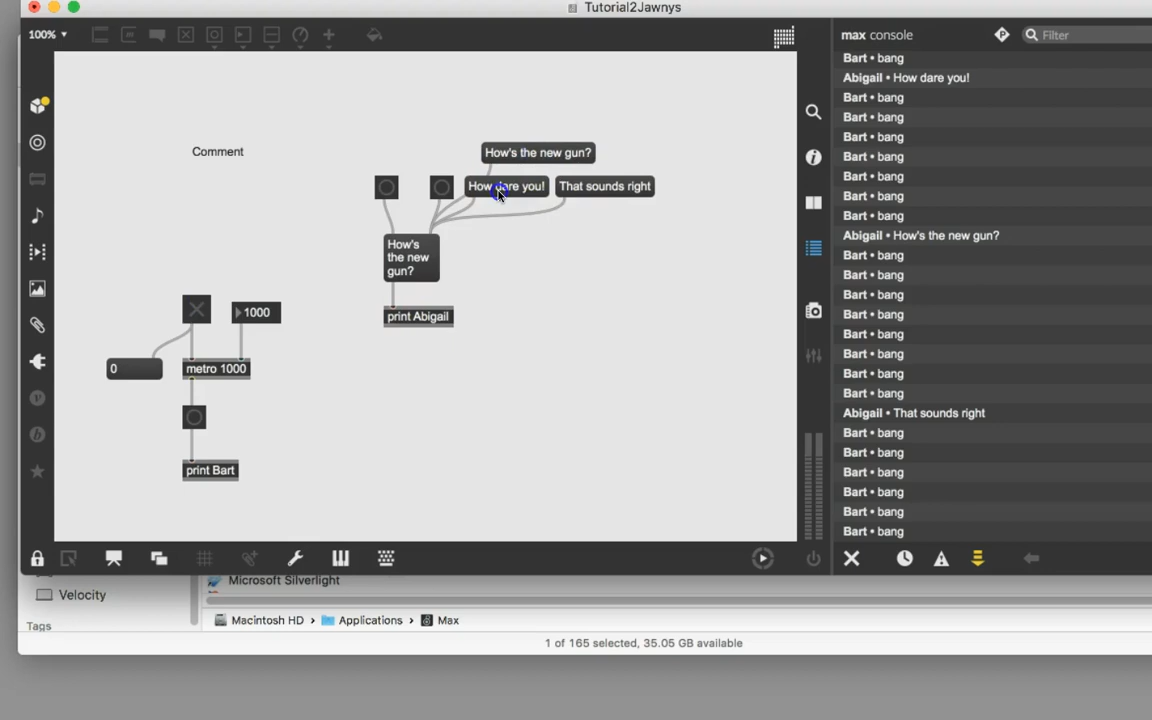 Tutorial2Jawnys
100%
max console
Filter
Comment
How's the new gun?
How dare you!
That sounds right
How's
the new
gun?
print Abigail
1000
0
metro 1000
print Bart
Bart • bang
Abigail • How dare you!
Bart • bang
Bart • bang
Bart • bang
Bart • bang
Bart • bang
Bart • bang
Bart • bang
Abigail • How's the new gun?
Bart • bang
Bart • bang
Bart • bang
Bart • bang
Bart • bang
Bart • bang
Bart • bang
Bart • bang
Abigail • That sounds right
Bart • bang
Bart • bang
Bart • bang
Bart • bang
Bart • bang
Bart • bang
Microsoft Silverlight
Velocity
Tags
Macintosh HD › Applications › Max
1 of 165 selected, 35.05 GB available